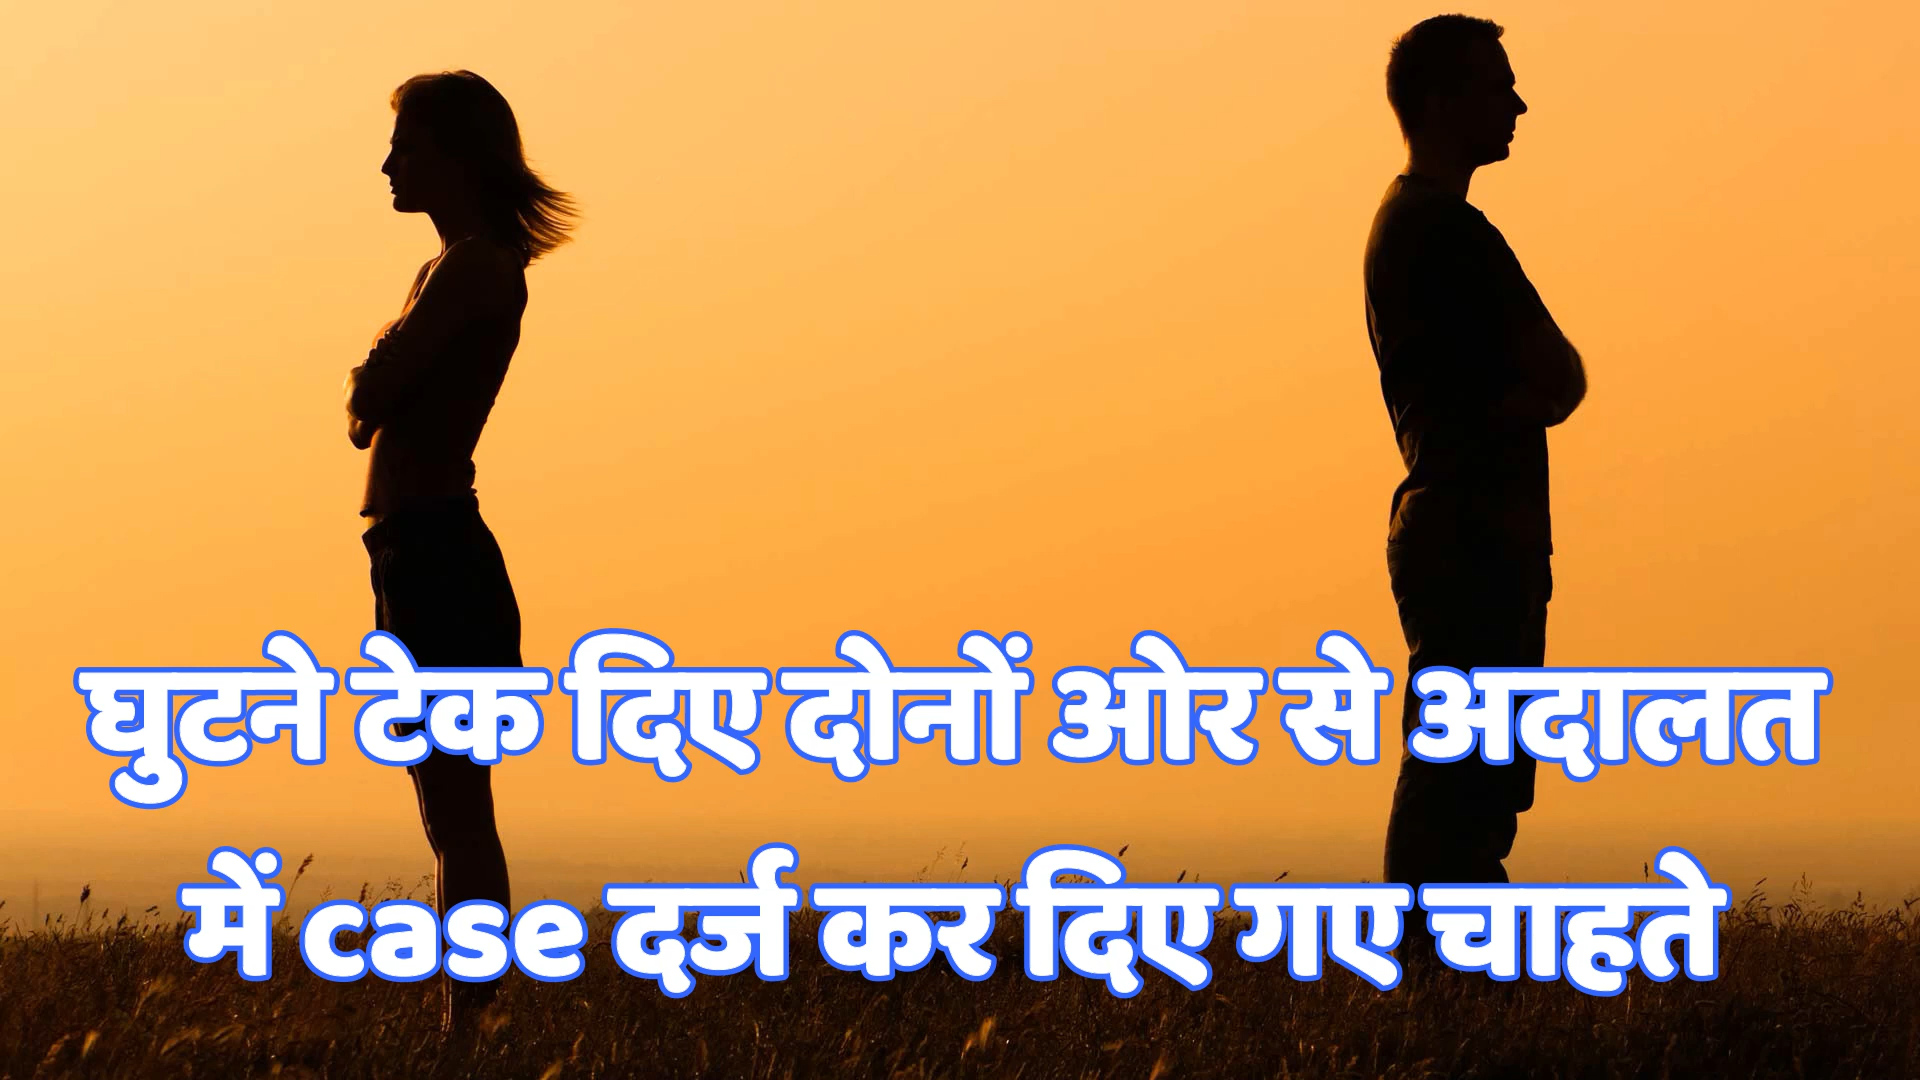 घुटने टेक दिए दोनों ओर से अदालत
में case दर्ज कर दिए गए चाहते